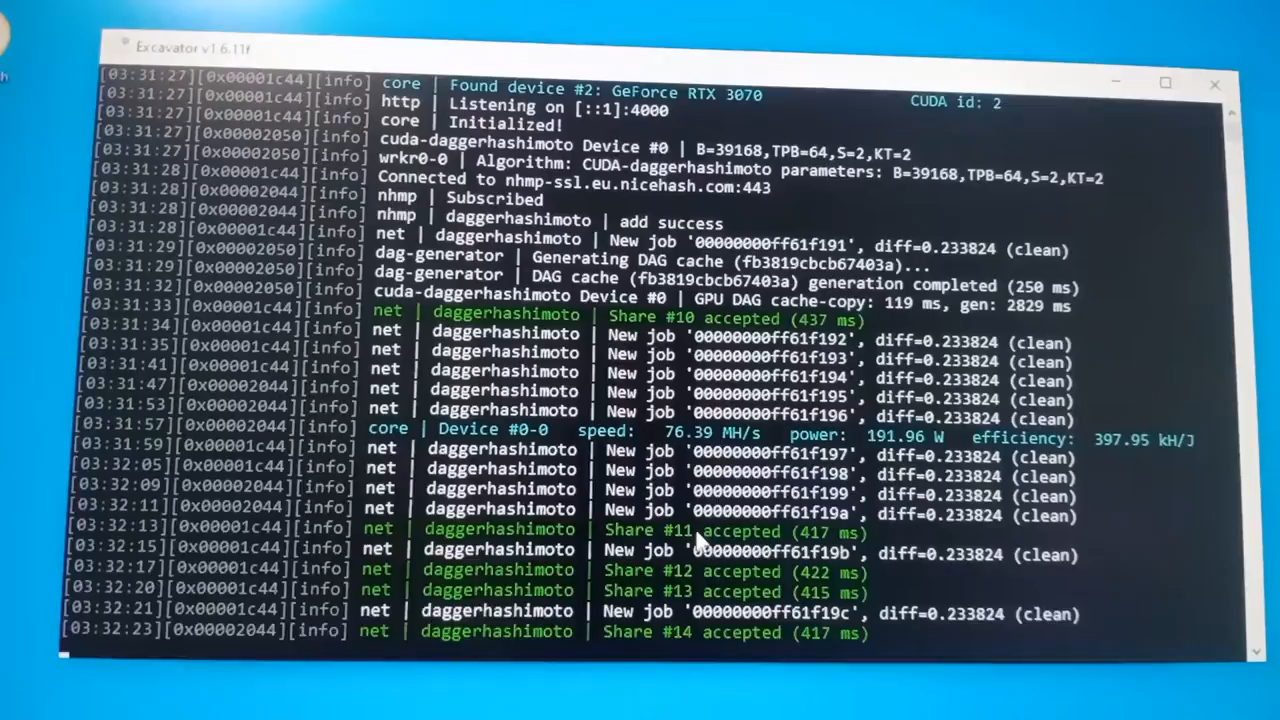 Excavator v1.6.11f
[03:31:27][0x00001c44][info] core | Found device #2: GeForce RTX 3070 CUDA id: 2
[03:31:27][0x00001c44][info] http | Listening on [::1]:4000
[03:31:27][0x00001c44][info] core | Initialized!
[03:31:27][0x00002050][info] cuda-daggerhashimoto Device #0 | B=39168,TPB=64,S=2,KT=2
[03:31:27][0x00002050][info] wrkr0-0 | Algorithm: CUDA-daggerhashimoto parameters: B=39168,TPB=64,S=2,KT=2
[03:31:28][0x00001c44][info] Connected to nhmp-ssl.eu.nicehash.com:443
[03:31:28][0x00001c44][info] nhmp | Subscribed
[03:31:28][0x00002044][info] nhmp | daggerhashimoto | add success
[03:31:28][0x00001c44][info] net | daggerhashimoto | New job '00000000ff61f191', diff=0.233824 (clean)
[03:31:29][0x00002050][info] dag-generator | Generating DAG cache (fb3819cbcb67403a)...
[03:31:29][0x00002050][info] dag-generator | DAG cache (fb3819cbcb67403a) generation completed (250 ms)
[03:31:32][0x00002050][info] cuda-daggerhashimoto Device #0 | GPU DAG cache-copy: 119 ms, gen: 2829 ms
[03:31:33][0x00001c44][info] net | daggerhashimoto | Share #10 accepted (437 ms)
[03:31:34][0x00002044][info] net | daggerhashimoto | New job '00000000ff61f192', diff=0.233824 (clean)
[03:31:35][0x00001c44][info] net | daggerhashimoto | New job '00000000ff61f193', diff=0.233824 (clean)
[03:31:41][0x00001c44][info] net | daggerhashimoto | New job '00000000ff61f194', diff=0.233824 (clean)
[03:31:47][0x00002044][info] net | daggerhashimoto | New job '00000000ff61f195', diff=0.233824 (clean)
[03:31:53][0x00002044][info] net | daggerhashimoto | New job '00000000ff61f196', diff=0.233824 (clean)
[03:31:57][0x00001c44][info] core | Device #0-0 speed: 76.39 MH/s power: 191.96 W efficiency: 397.95 kH/J
[03:31:59][0x00001c44][info] net | daggerhashimoto | New job '00000000ff61f197', diff=0.233824 (clean)
[03:32:05][0x00002044][info] net | daggerhashimoto | New job '00000000ff61f198', diff=0.233824 (clean)
[03:32:09][0x00002044][info] net | daggerhashimoto | New job '00000000ff61f199', diff=0.233824 (clean)
[03:32:11][0x00002044][info] net | daggerhashimoto | New job '00000000ff61f19a', diff=0.233824 (clean)
[03:32:13][0x00001c44][info] net | daggerhashimoto | Share #11 accepted (417 ms)
[03:32:15][0x00002044][info] net | daggerhashimoto | New job '00000000ff61f19b', diff=0.233824 (clean)
[03:32:17][0x00002044][info] net | daggerhashimoto | Share #12 accepted (422 ms)
[03:32:20][0x00001c44][info] net | daggerhashimoto | Share #13 accepted (415 ms)
[03:32:21][0x00001c44][info] net | daggerhashimoto | New job '00000000ff61f19c', diff=0.233824 (clean)
[03:32:23][0x00002044][info] net | daggerhashimoto | Share #14 accepted (417 ms)